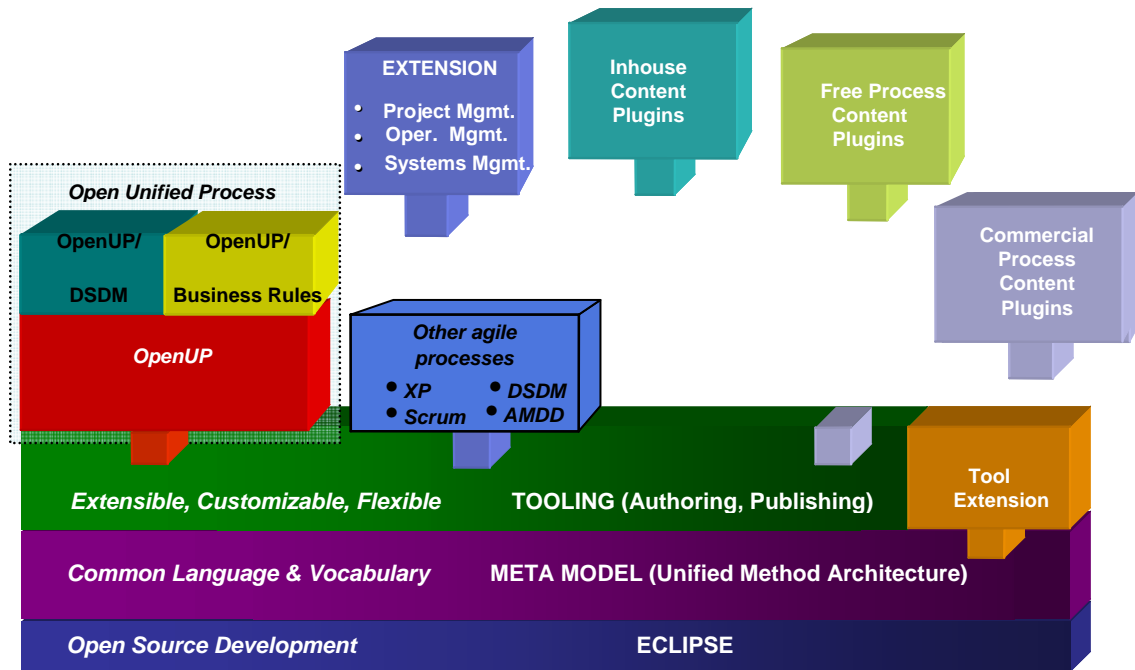 EXTENSION
• Project Mgmt.
• Oper. Mgmt.
• Systems Mgmt.
Inhouse
Content
Plugins
Free Process
Content
Plugins
Commercial
Process
Content
Plugins
Open Unified Process
OpenUP/
DSDM
OpenUP/
Business Rules
OpenUP
Other agile
processes
• XP
• DSDM
• Scrum
• AMDD
Extensible, Customizable, Flexible
TOOLING (Authoring, Publishing)
Tool
Extension
Common Language & Vocabulary
META MODEL (Unified Method Architecture)
Open Source Development
ECLIPSE